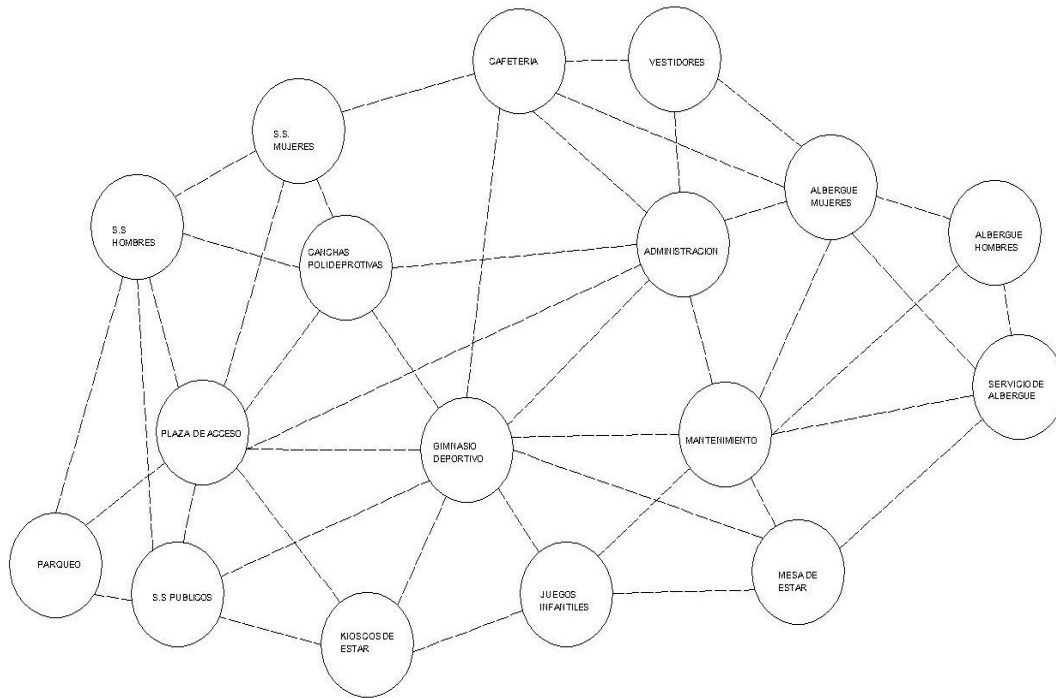 CAFETERIA
VESTIDORES
S.S.
MUJERES
ALBERGUE
MUJERES
S.S
HOMBRES
ALBERGUE
HOMBRES
CANCHAS
POLIDEPROTIVAS
ADMINISTRACION
SERVICIO DE
ALBERGUE
PLAZA DE ACCESO
GIMNASIO
DEPORTIVO
MANTENIMIENTO
PARQUEO
S.S PUBLICOS
KIOSCOS DE
ESTAR
JUEGOS
INFANTILES
MESA DE
ESTAR